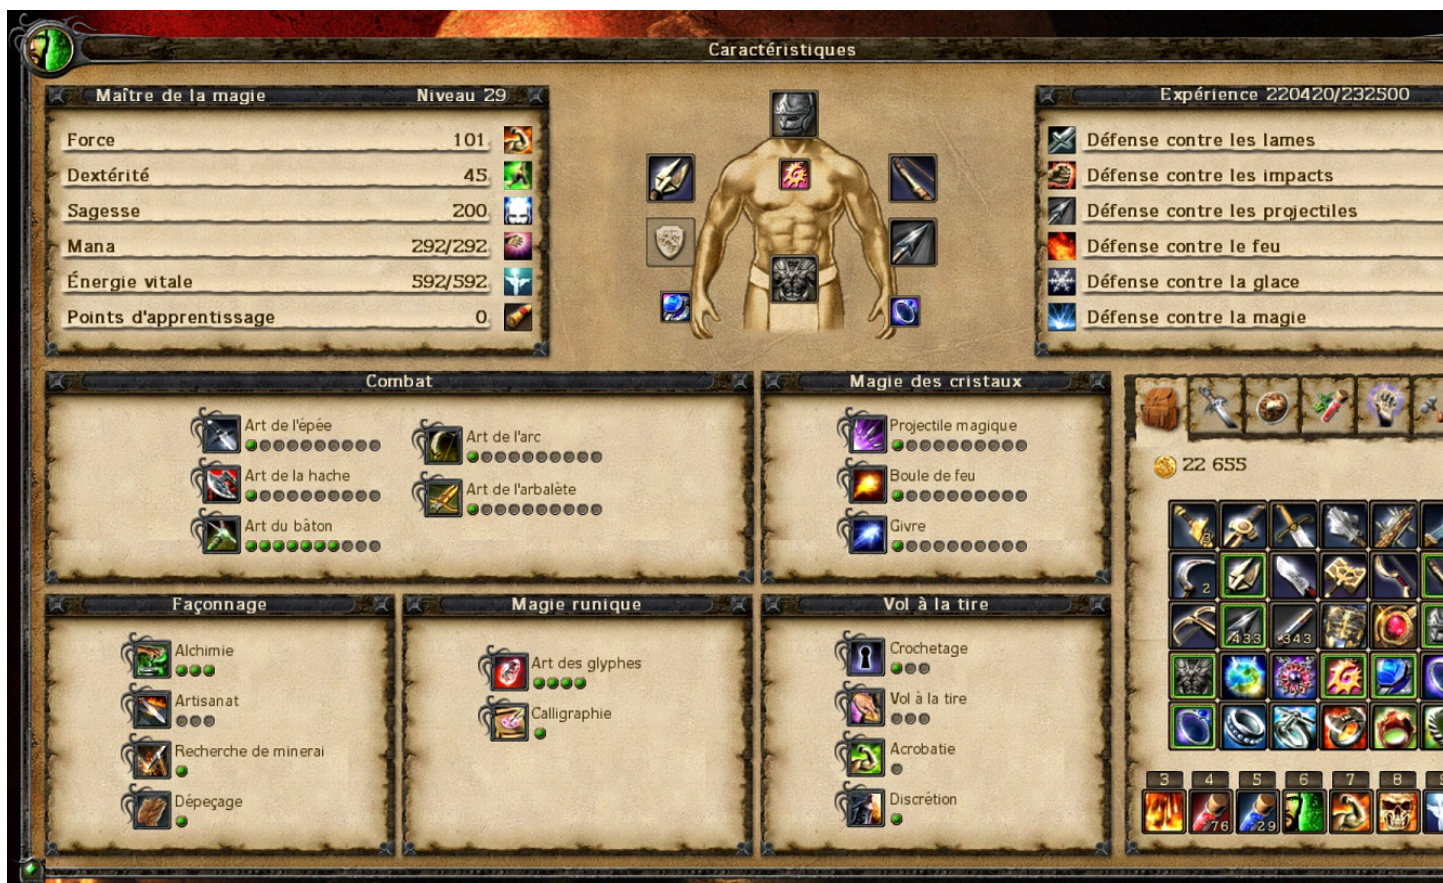 Caractéristiques
Maître de la magie Niveau 29
Force 101
Dextérité 45
Sagesse 200
Mana 292/292
Énergie vitale 592/592
Points d'apprentissage 0
Expérience 220420/232500
Défense contre les lames
Défense contre les impacts
Défense contre les projectiles
Défense contre le feu
Défense contre la glace
Défense contre la magie
Combat
Art de l'épée
Art de la hache
Art du bâton
Art de l'arc
Art de l'arbalète
Magie des cristaux
Projectile magique
Boule de feu
Givre
Façonnage
Alchimie
Artisanat
Recherche de minerai
Dépeçage
Magie runique
Art des glyphes
Calligraphie
Vol à la tire
Crochetage
Vol à la tire
Acrobatie
Discrétion
22 655
3
2
433 343
3 4 5 6 7 8
76 29